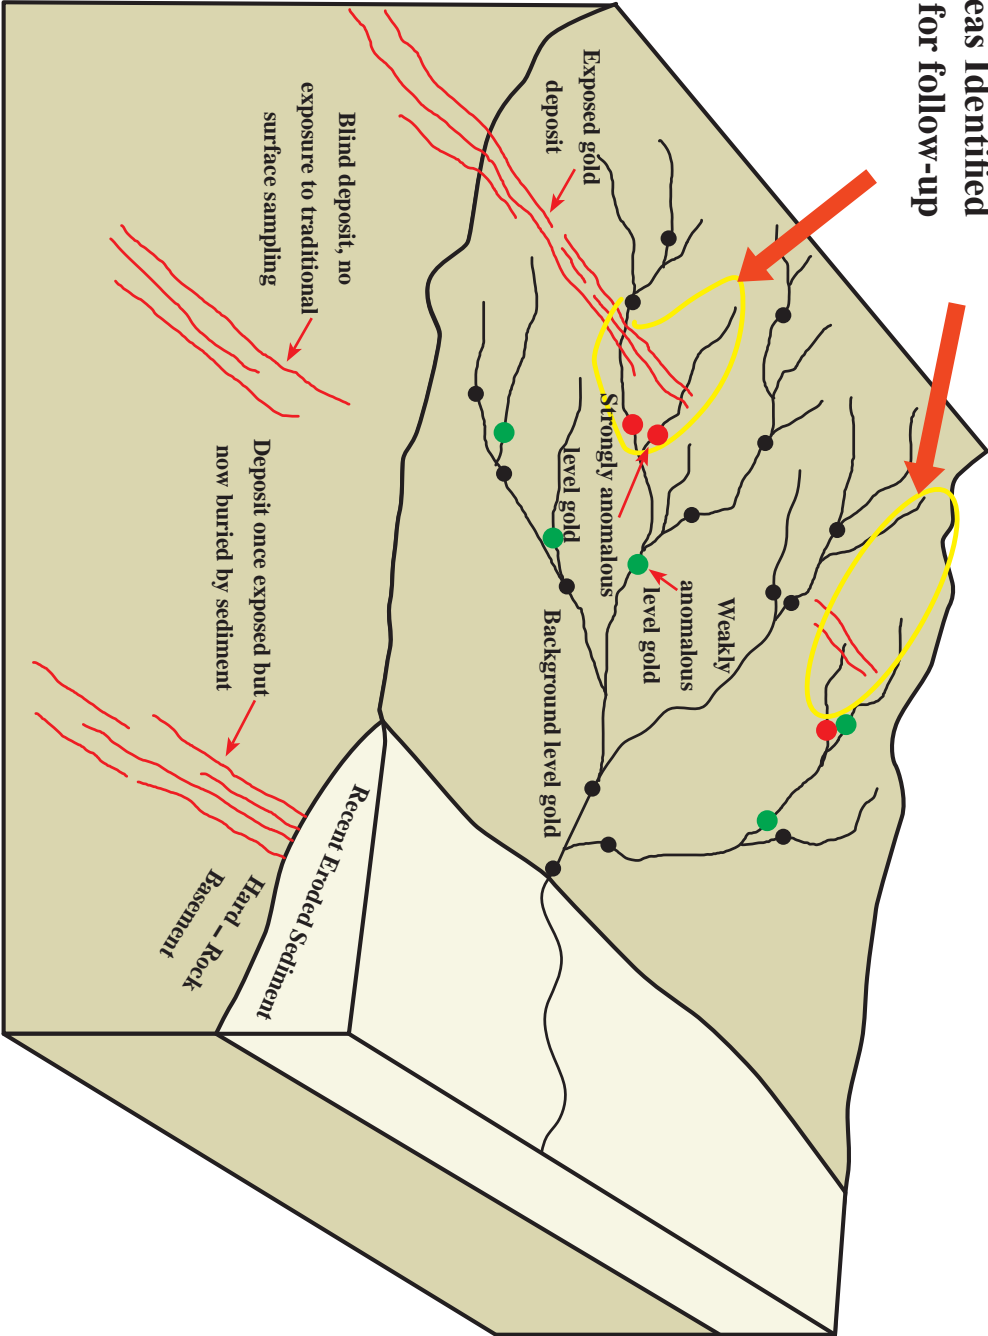 eas Identified
for follow-up
Exposed gold
deposit
Blind deposit, no
exposure to traditional
surface sampling
Strongly anomalous
level gold
Weakly
anomalous
level gold
Background level gold
Deposit once exposed but
now buried by sediment
Recent Eroded Sediment
Hard – Rock
Basement